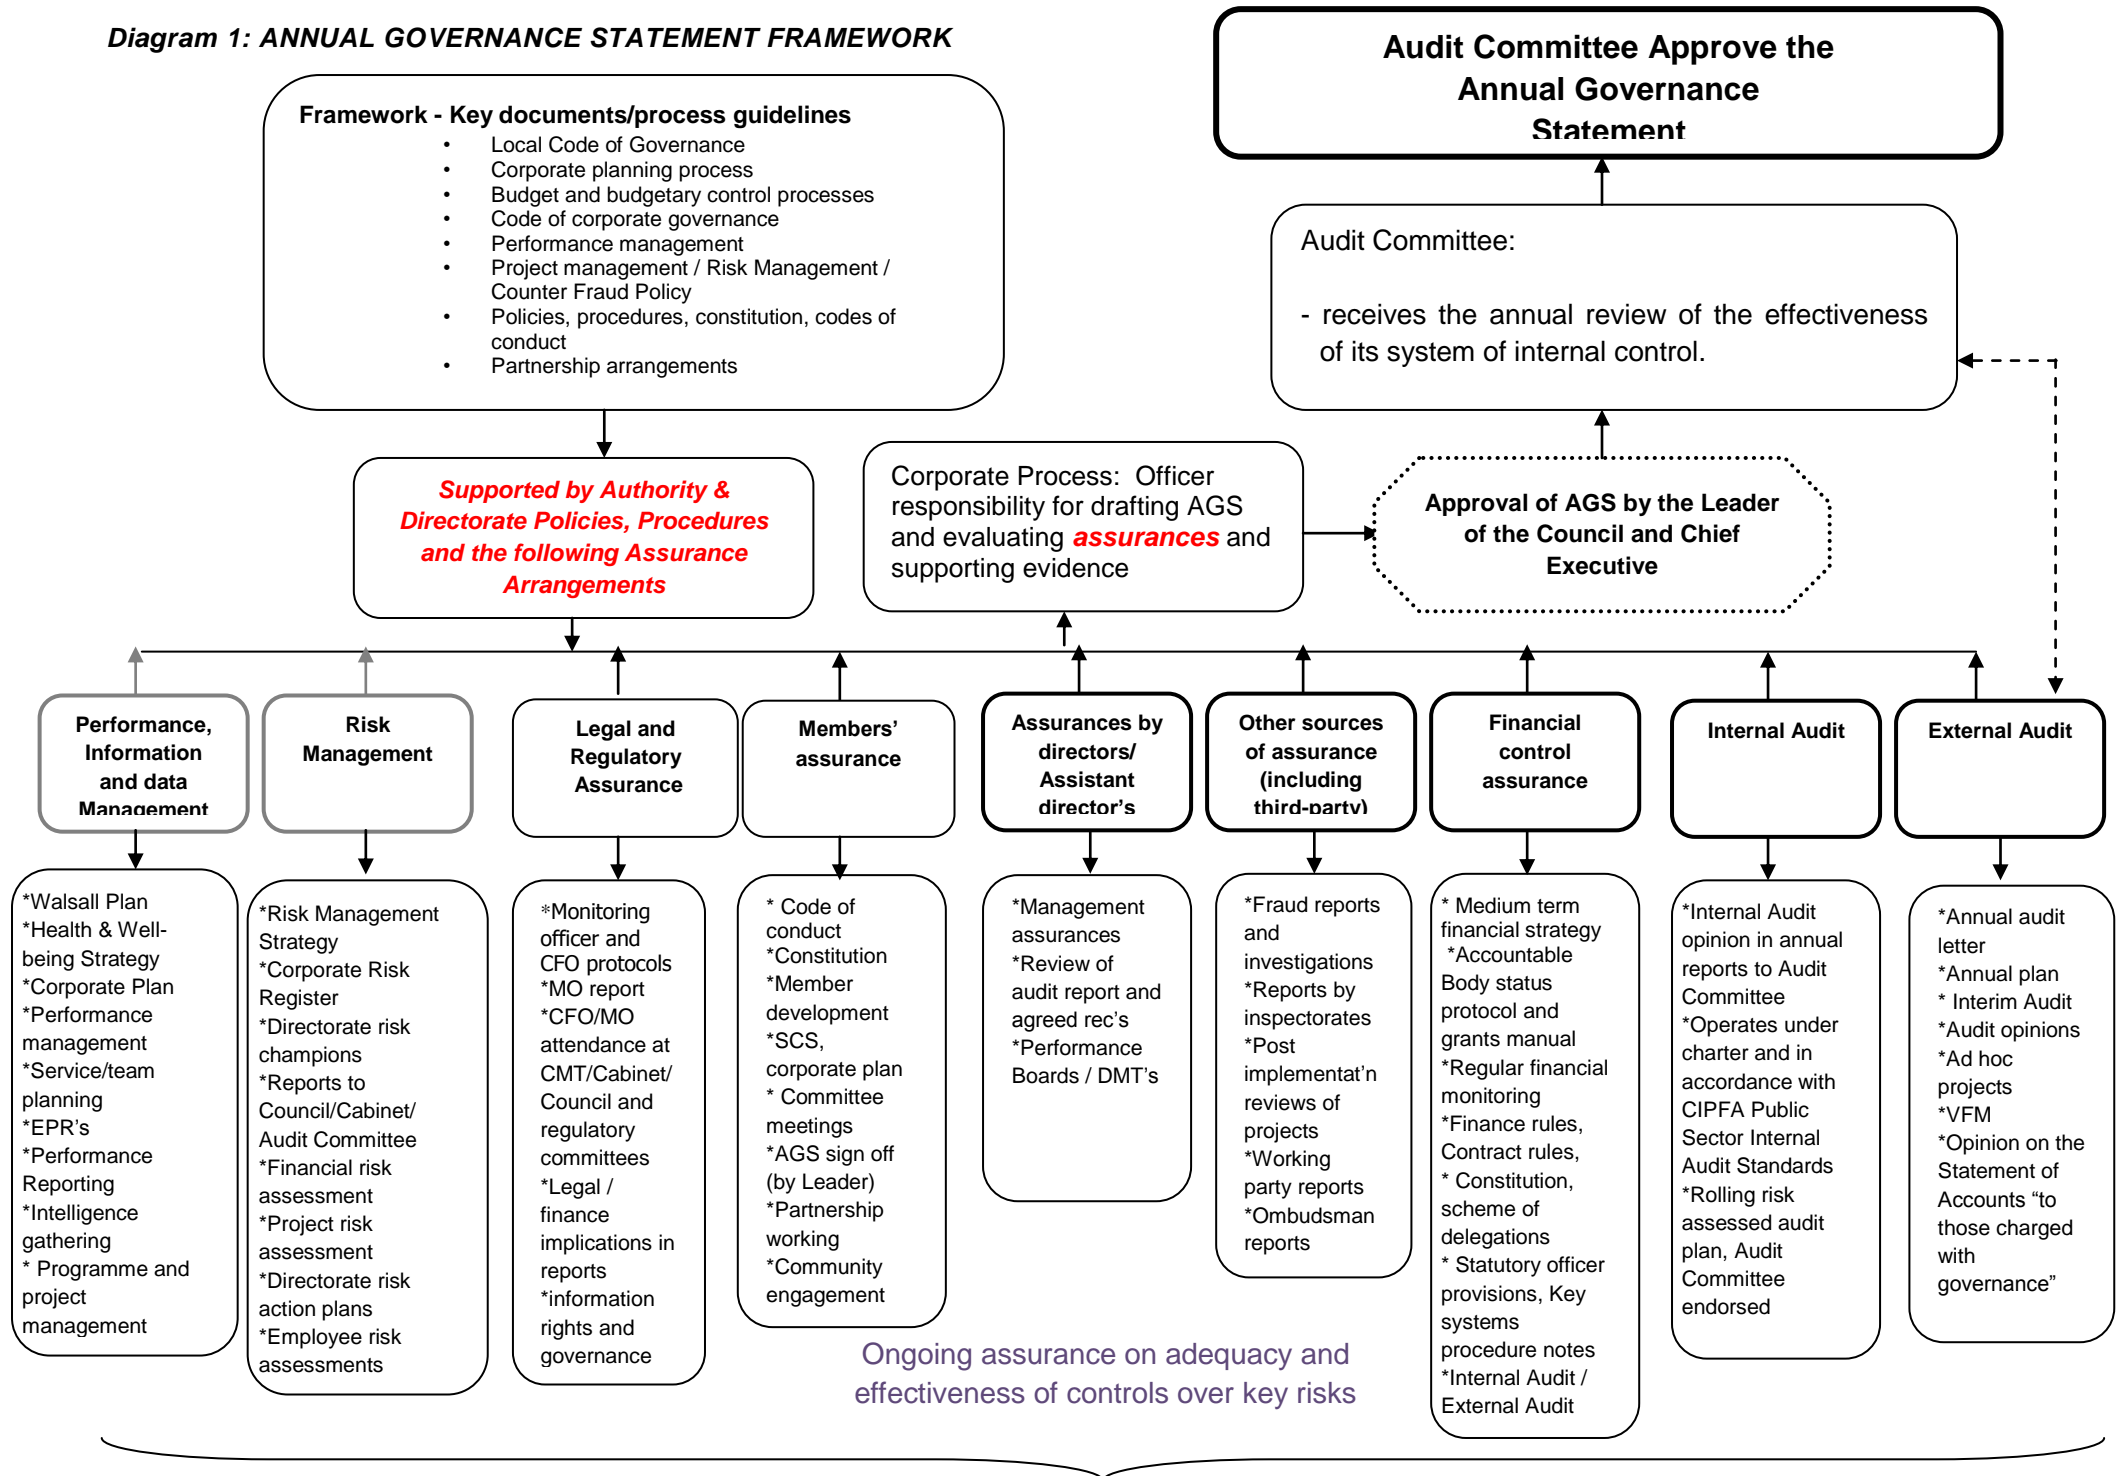 Diagram 1: ANNUAL GOVERNANCE STATEMENT FRAMEWORK
Audit Committee Approve the
Annual Governance
Statement
Framework - Key documents/process guidelines
• Local Code of Governance
• Corporate planning process
• Budget and budgetary control processes
• Code of corporate governance
• Performance management
• Project management / Risk Management /
Counter Fraud Policy
• Policies, procedures, constitution, codes of
conduct
• Partnership arrangements
Audit Committee:
- receives the annual review of the effectiveness
of its system of internal control.
Supported by Authority &
Directorate Policies, Procedures
and the following Assurance
Arrangements
Corporate Process:  Officer
responsibility for drafting AGS
and evaluating assurances and
supporting evidence
Approval of AGS by the Leader
of the Council and Chief
Executive
Performance,
Information
and data
Management
Risk
Management
Legal and
Regulatory
Assurance
Members’
assurance
Assurances by
directors/
Assistant
director’s
Other sources
of assurance
(including
third-party)
Financial
control
assurance
Internal Audit
External Audit
*Walsall Plan
*Health & Well-
being Strategy
*Corporate Plan
*Performance
management
*Service/team
planning
*EPR’s
*Performance
Reporting
*Intelligence
gathering
* Programme and
project
management
*Risk Management
Strategy
*Corporate Risk
Register
*Directorate risk
champions
*Reports to
Council/Cabinet/
Audit Committee
*Financial risk
assessment
*Project risk
assessment
*Directorate risk
action plans
*Employee risk
assessments
*Monitoring
officer and
CFO protocols
*MO report
*CFO/MO
attendance at
CMT/Cabinet/
Council and
regulatory
committees
*Legal /
finance
implications in
reports
*information
rights and
governance
* Code of
conduct
*Constitution
*Member
development
*SCS,
corporate plan
* Committee
meetings
*AGS sign off
(by Leader)
*Partnership
working
*Community
engagement
*Management
assurances
*Review of
audit report and
agreed rec’s
*Performance
Boards / DMT’s
*Fraud reports
and
investigations
*Reports by
inspectorates
*Post
implementat’n
reviews of
projects
*Working
party reports
*Ombudsman
reports
* Medium term
financial strategy
*Accountable
Body status
protocol and
grants manual
*Regular financial
monitoring
*Finance rules,
Contract rules,
* Constitution,
scheme of
delegations
* Statutory officer
provisions, Key
systems
procedure notes
*Internal Audit /
External Audit
*Internal Audit
opinion in annual
reports to Audit
Committee
*Operates under
charter and in
accordance with
CIPFA Public
Sector Internal
Audit Standards
*Rolling risk
assessed audit
plan, Audit
Committee
endorsed
*Annual audit
letter
*Annual plan
* Interim Audit
*Audit opinions
*Ad hoc
projects
*VFM
*Opinion on the
Statement of
Accounts “to
those charged
with
governance”
Ongoing assurance on adequacy and
effectiveness of controls over key risks